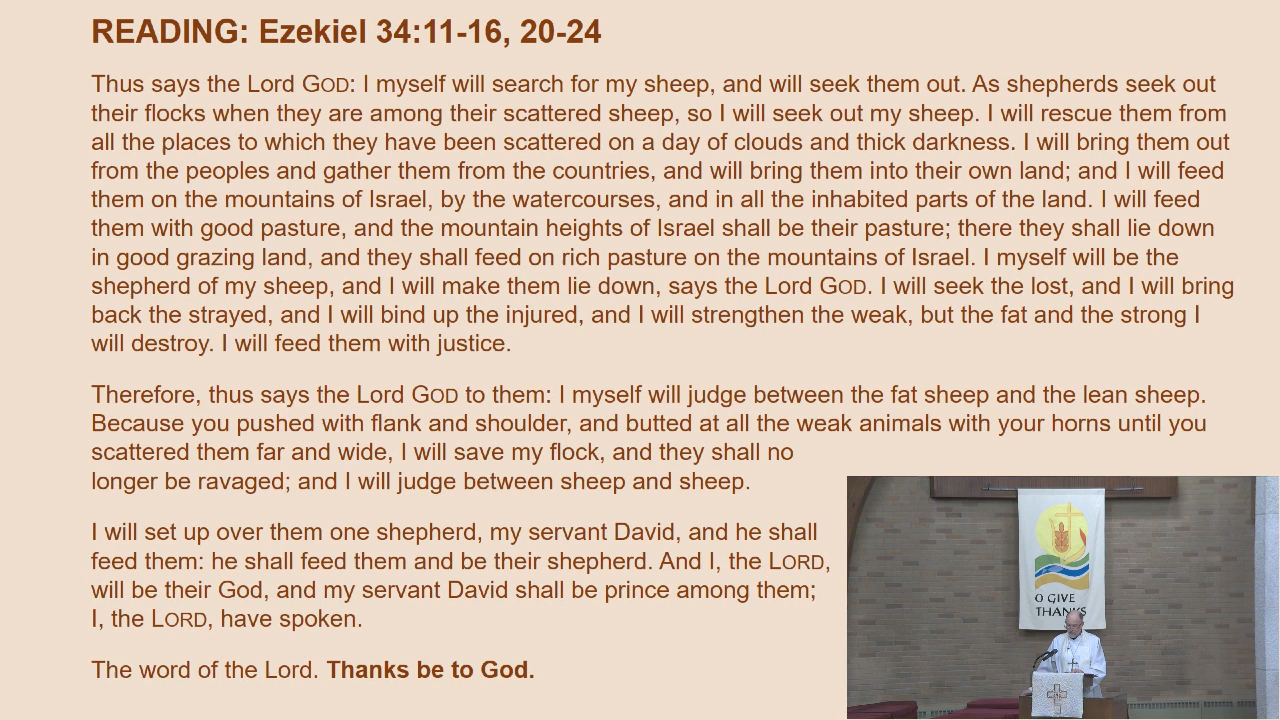 READING: Ezekiel 34:11-16, 20-24
Thus says the Lord GOD: I myself will search for my sheep, and will seek them out. As shepherds seek out
their flocks when they are among their scattered sheep, so I will seek out my sheep. I will rescue them from
all the places to which they have been scattered on a day of clouds and thick darkness. I will bring them out
from the peoples and gather them from the countries, and will bring them into their own land; and I will feed
them on the mountains of Israel, by the watercourses, and in all the inhabited parts of the land. I will feed
them with good pasture, and the mountain heights of Israel shall be their pasture; there they shall lie down
in good grazing land, and they shall feed on rich pasture on the mountains of Israel. I myself will be the
shepherd of my sheep, and I will make them lie down, says the Lord GOD. I will seek the lost, and I will bring
back the strayed, and I will bind up the injured, and I will strengthen the weak, but the fat and the strong I
will destroy. I will feed them with justice.
Therefore, thus says the Lord GOD to them: I myself will judge between the fat sheep and the lean sheep.
Because you pushed with flank and shoulder, and butted at all the weak animals with your horns until you
scattered them far and wide, I will save my flock, and they shall no
longer be ravaged; and I will judge between sheep and sheep.
I will set up over them one shepherd, my servant David, and he shall
feed them: he shall feed them and be their shepherd. And I, the LORD,
will be their God, and my servant David shall be prince among them;
I, the LORD, have spoken.
The word of the Lord. Thanks be to God.
O GIVE
THANKS